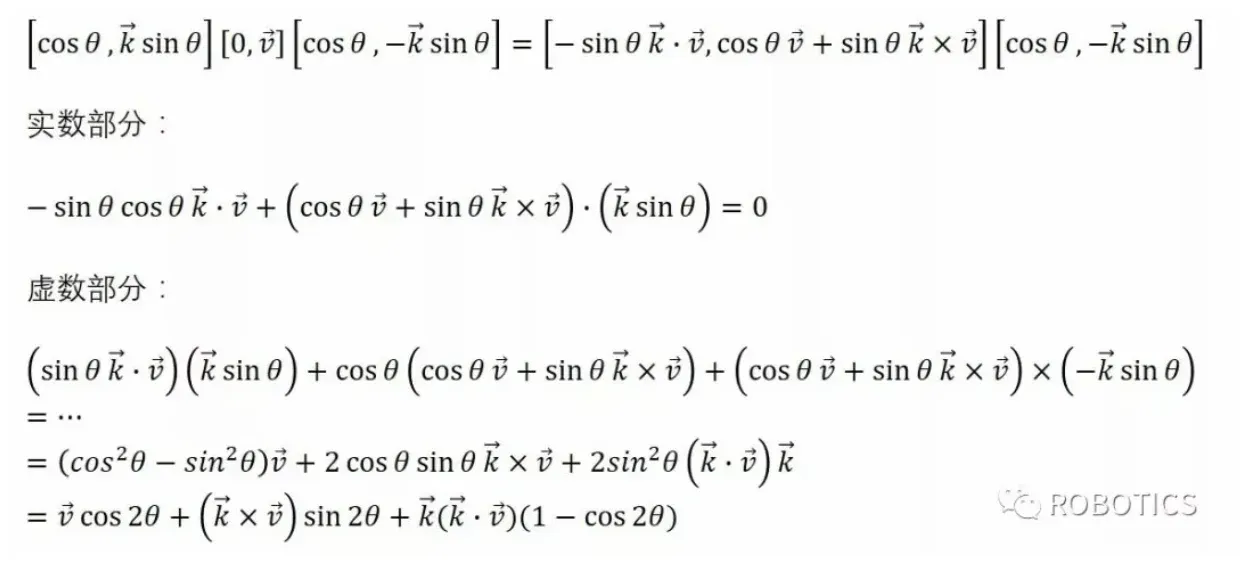 [cos θ , k⃗ sin θ] [0, v⃗] [cos θ , −k⃗ sin θ] = [− sin θ k⃗ · v⃗, cos θ v⃗ + sin θ k⃗ × v⃗] [cos θ , −k⃗ sin θ]
实数部分：
− sin θ cos θ k⃗ · v⃗ + (cos θ v⃗ + sin θ k⃗ × v⃗) · (k⃗ sin θ) = 0
虚数部分：
(sin θ k⃗ · v⃗) (k⃗ sin θ) + cos θ (cos θ v⃗ + sin θ k⃗ × v⃗) + (cos θ v⃗ + sin θ k⃗ × v⃗) × (−k⃗ sin θ)
= ⋯
= (cos²θ − sin²θ)v⃗ + 2 cos θ sin θ k⃗ × v⃗ + 2sin²θ (k⃗ · v⃗) k⃗
= v⃗ cos 2θ + (k⃗ × v⃗) sin 2θ + k⃗(k⃗ · v⃗)(1 − cos 2θ)
ROBOTICS